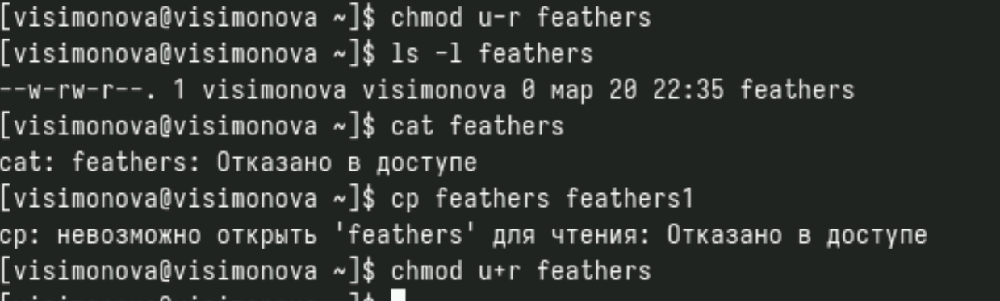 [visimonova@visimonova ~]$ chmod u-r feathers
[visimonova@visimonova ~]$ ls -l feathers
--w-rw-r--. 1 visimonova visimonova 0 мар 20 22:35 feathers
[visimonova@visimonova ~]$ cat feathers
cat: feathers: Отказано в доступе
[visimonova@visimonova ~]$ cp feathers feathers1
cp: невозможно открыть 'feathers' для чтения: Отказано в доступе
[visimonova@visimonova ~]$ chmod u+r feathers